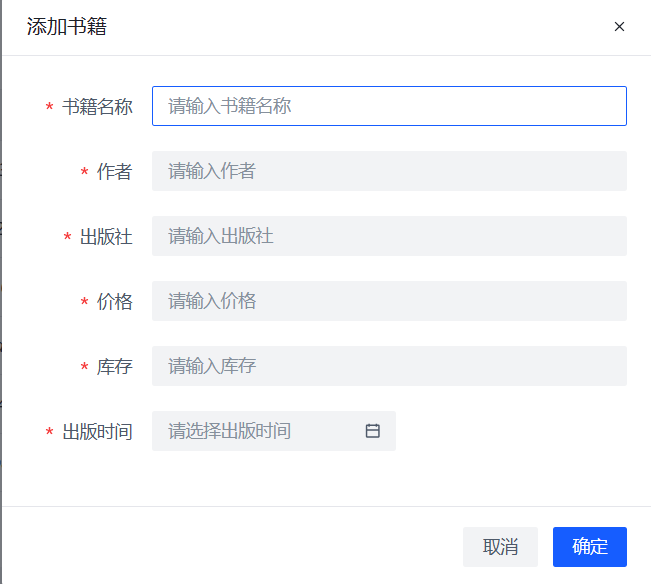 添加书籍
* 书籍名称 请输入书籍名称
* 作者 请输入作者
* 出版社 请输入出版社
* 价格 请输入价格
* 库存 请输入库存
* 出版时间 请选择出版时间
取消 确定